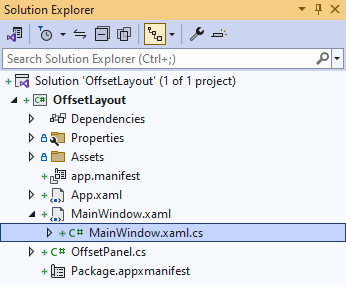 Solution Explorer
Search Solution Explorer (Ctrl+;)
Solution 'OffsetLayout' (1 of 1 project)
C# OffsetLayout
Dependencies
Properties
Assets
app.manifest
App.xaml
MainWindow.xaml
C# MainWindow.xaml.cs
C# OffsetPanel.cs
Package.appxmanifest